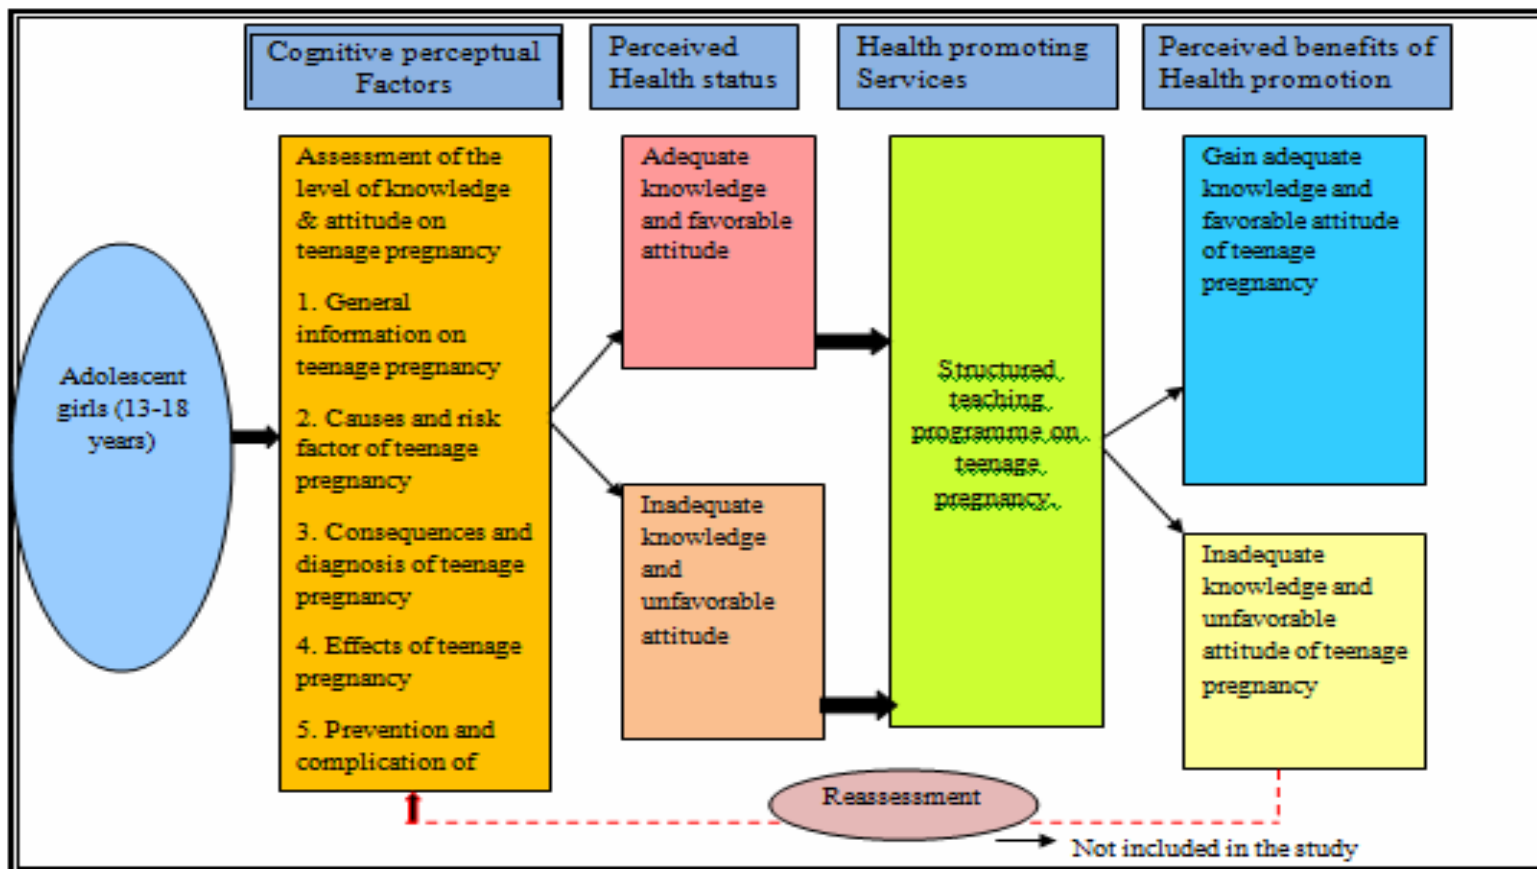 Cognitive perceptual
Factors
Perceived
Health status
Health promoting
Services
Perceived benefits of
Health promotion
Adolescent
girls (13-18
years)
Assessment of the
level of knowledge
& attitude on
teenage pregnancy
1. General
information on
teenage pregnancy
2. Causes and risk
factor of teenage
pregnancy
3. Consequences and
diagnosis of teenage
pregnancy
4. Effects of teenage
pregnancy
5. Prevention and
complication of
Adequate
knowledge
and favorable
attitude
Inadequate
knowledge
and
unfavorable
attitude
Structured
teaching
programme on
teenage
pregnancy.
Gain adequate
knowledge and
favorable attitude
of teenage
pregnancy
Inadequate
knowledge and
unfavorable
attitude of teenage
pregnancy
Reassessment
Not included in the study